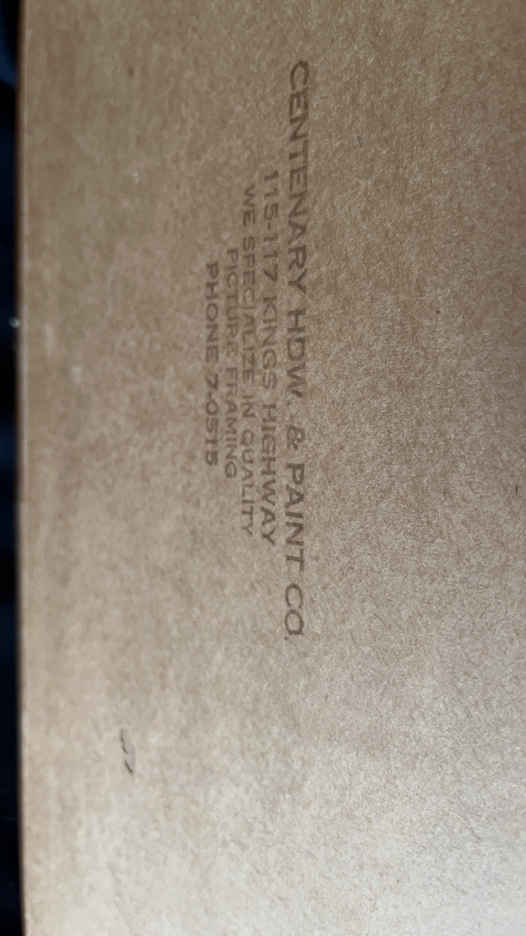 CENTENARY HDW. & PAINT CO.
115-117 KINGS HIGHWAY
WE SPECIALIZE IN QUALITY
PICTURE FRAMING
PHONE 7-0515